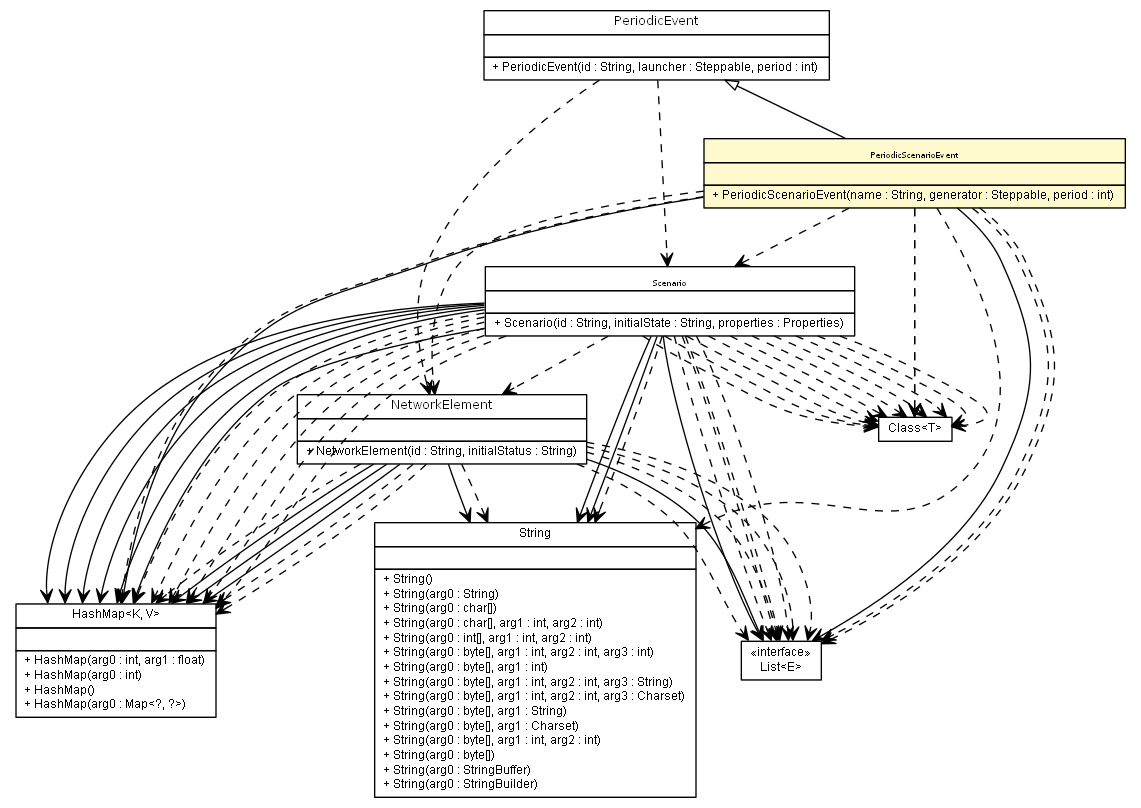 PeriodicEvent
+ PeriodicEvent(id : String, launcher : Steppable, period : int)
PeriodicScenarioEvent
+ PeriodicScenarioEvent(name : String, generator : Steppable, period : int)
Scenario
+ Scenario(id : String, initialState : String, properties : Properties)
NetworkElement
+ NetworkElement(id : String, initialStatus : String)
Class<T>
String
+ String()
+ String(arg0 : String)
+ String(arg0 : char[])
+ String(arg0 : char[], arg1 : int, arg2 : int)
+ String(arg0 : int[], arg1 : int, arg2 : int)
+ String(arg0 : byte[], arg1 : int, arg2 : int, arg3 : int)
+ String(arg0 : byte[], arg1 : int)
+ String(arg0 : byte[], arg1 : int, arg2 : int, arg3 : String)
+ String(arg0 : byte[], arg1 : int, arg2 : int, arg3 : Charset)
+ String(arg0 : byte[], arg1 : String)
+ String(arg0 : byte[], arg1 : Charset)
+ String(arg0 : byte[], arg1 : int, arg2 : int)
+ String(arg0 : byte[])
+ String(arg0 : StringBuffer)
+ String(arg0 : StringBuilder)
HashMap<K, V>
+ HashMap(arg0 : int, arg1 : float)
+ HashMap(arg0 : int)
+ HashMap()
+ HashMap(arg0 : Map<?, ?>)
«interface»
List<E>